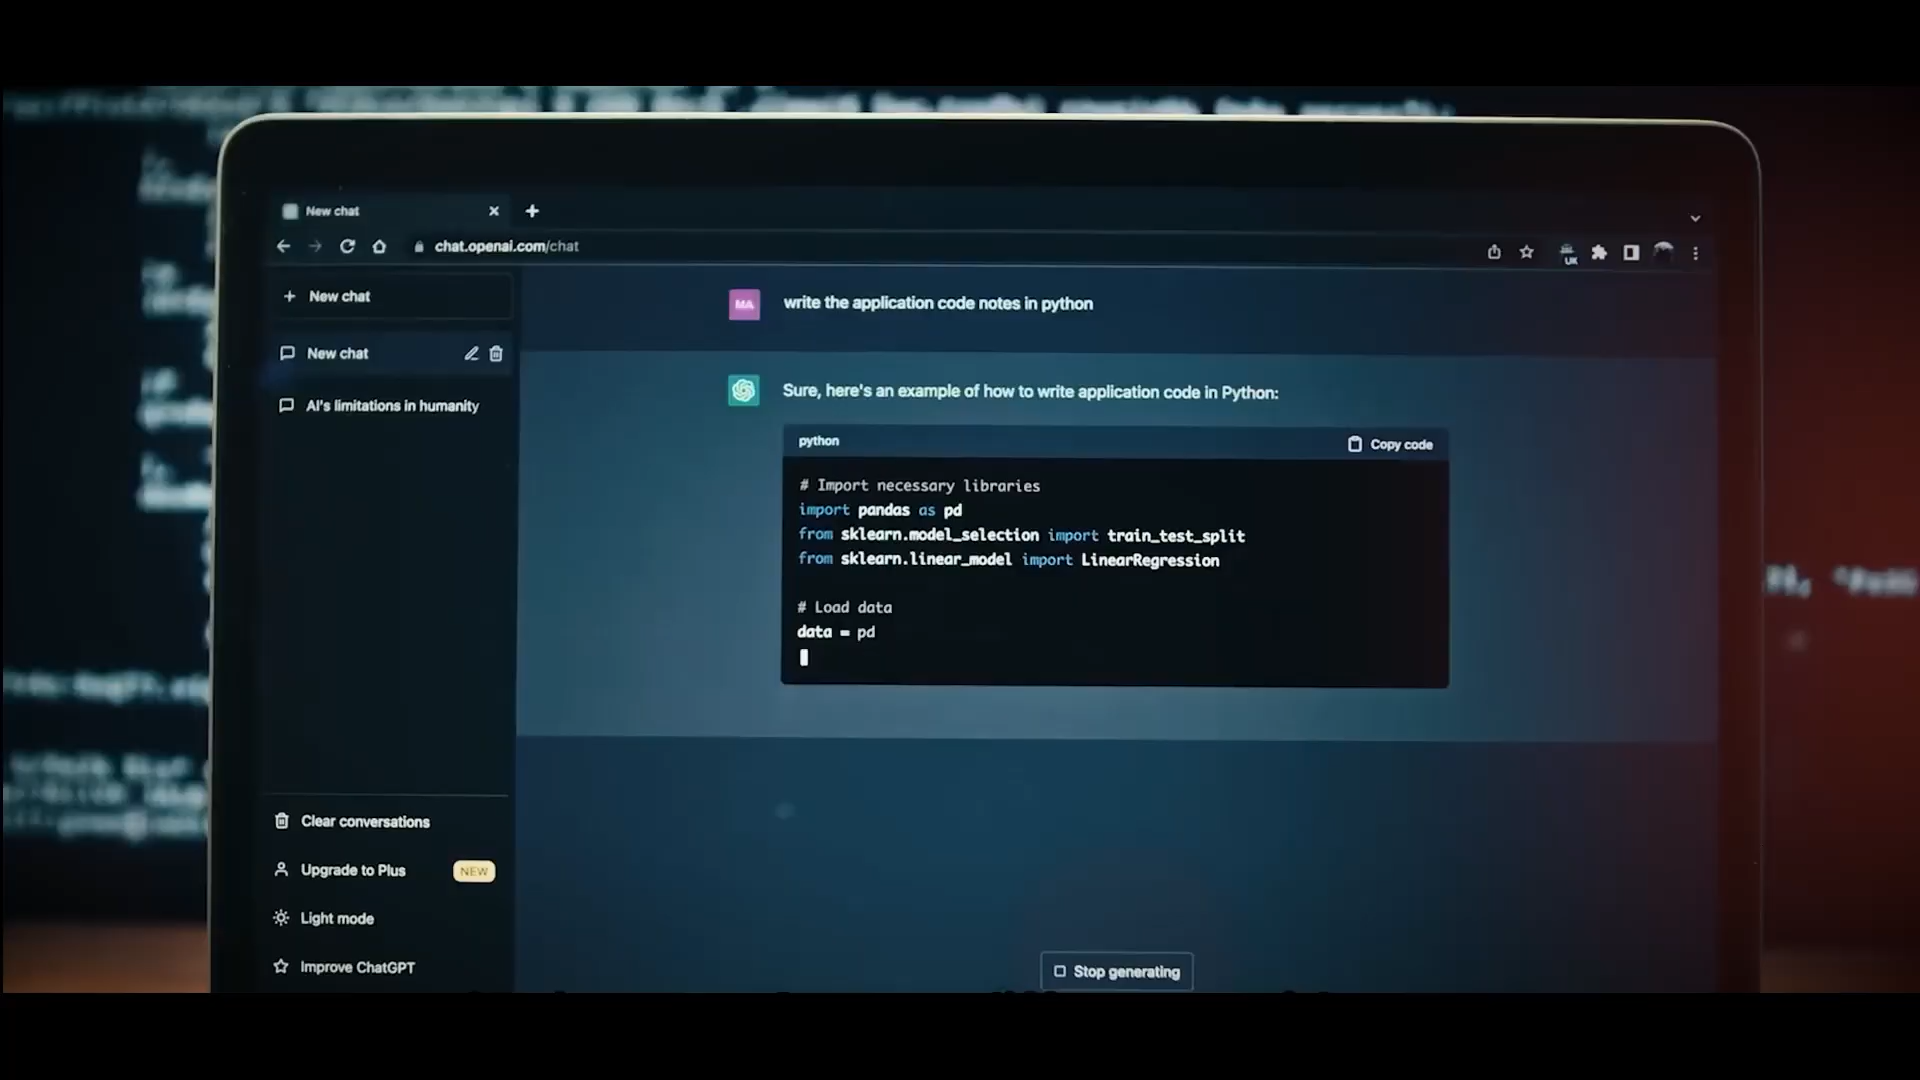 New chat
chat.openai.com/chat
UK
New chat
New chat
AI's limitations in humanity
Clear conversations
Upgrade to Plus
NEW
Light mode
Improve ChatGPT
MA
write the application code notes in python
Sure, here's an example of how to write application code in Python:
python
Copy code
# Import necessary libraries
import pandas as pd
from sklearn.model_selection import train_test_split
from sklearn.linear_model import LinearRegression
# Load data
data = pd
Stop generating